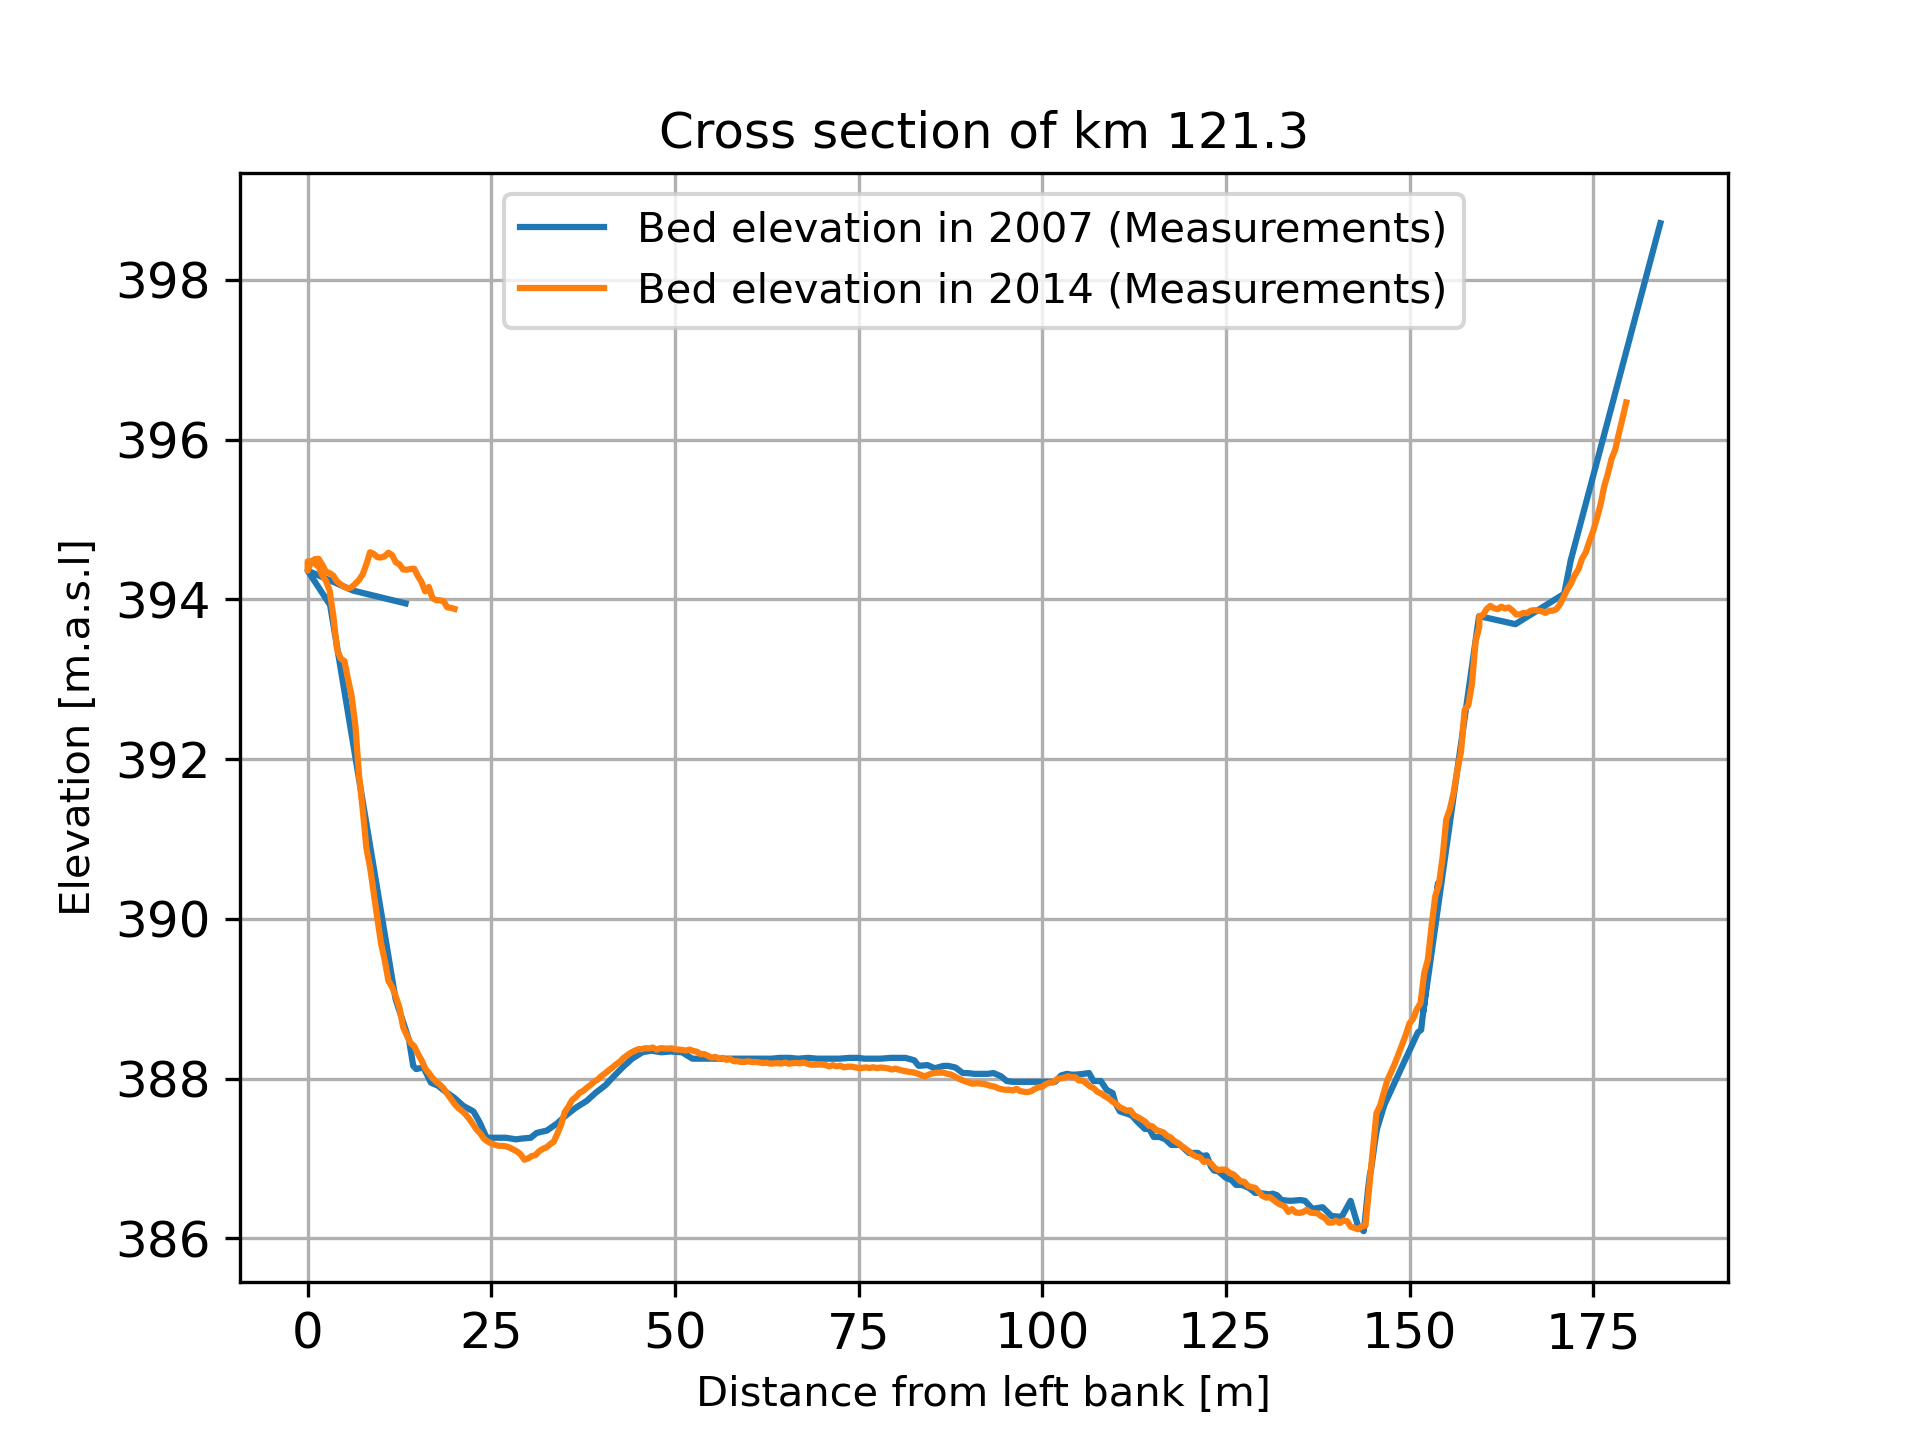 Cross section of km 121.3
Bed elevation in 2007 (Measurements)
Bed elevation in 2014 (Measurements)
398
396
394
392
390
388
386
Elevation [m.a.s.l]
0 25 50 75 100 125 150 175
Distance from left bank [m]